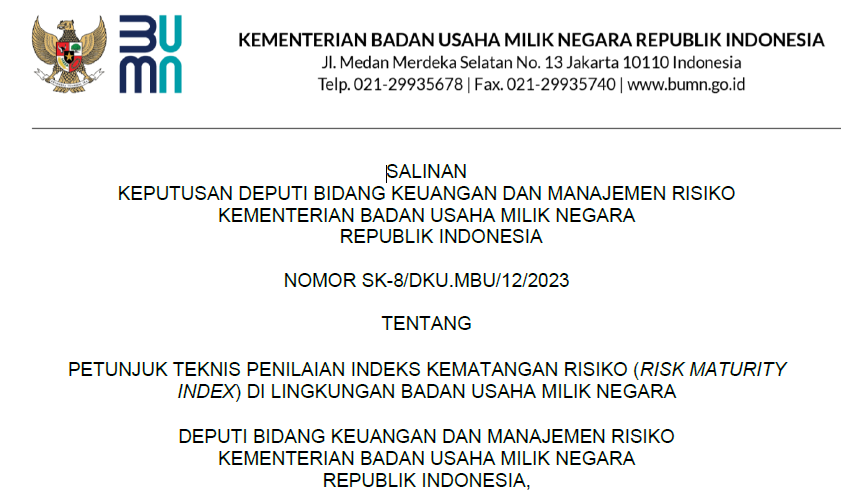 BUMN
KEMENTERIAN BADAN USAHA MILIK NEGARA REPUBLIK INDONESIA
Jl. Medan Merdeka Selatan No. 13 Jakarta 10110 Indonesia
Telp. 021-29935678 | Fax. 021-29935740 | www.bumn.go.id
SALINAN
KEPUTUSAN DEPUTI BIDANG KEUANGAN DAN MANAJEMEN RISIKO
KEMENTERIAN BADAN USAHA MILIK NEGARA
REPUBLIK INDONESIA
NOMOR SK-8/DKU.MBU/12/2023
TENTANG
PETUNJUK TEKNIS PENILAIAN INDEKS KEMATANGAN RISIKO (RISK MATURITY
INDEX) DI LINGKUNGAN BADAN USAHA MILIK NEGARA
DEPUTI BIDANG KEUANGAN DAN MANAJEMEN RISIKO
KEMENTERIAN BADAN USAHA MILIK NEGARA
REPUBLIK INDONESIA,